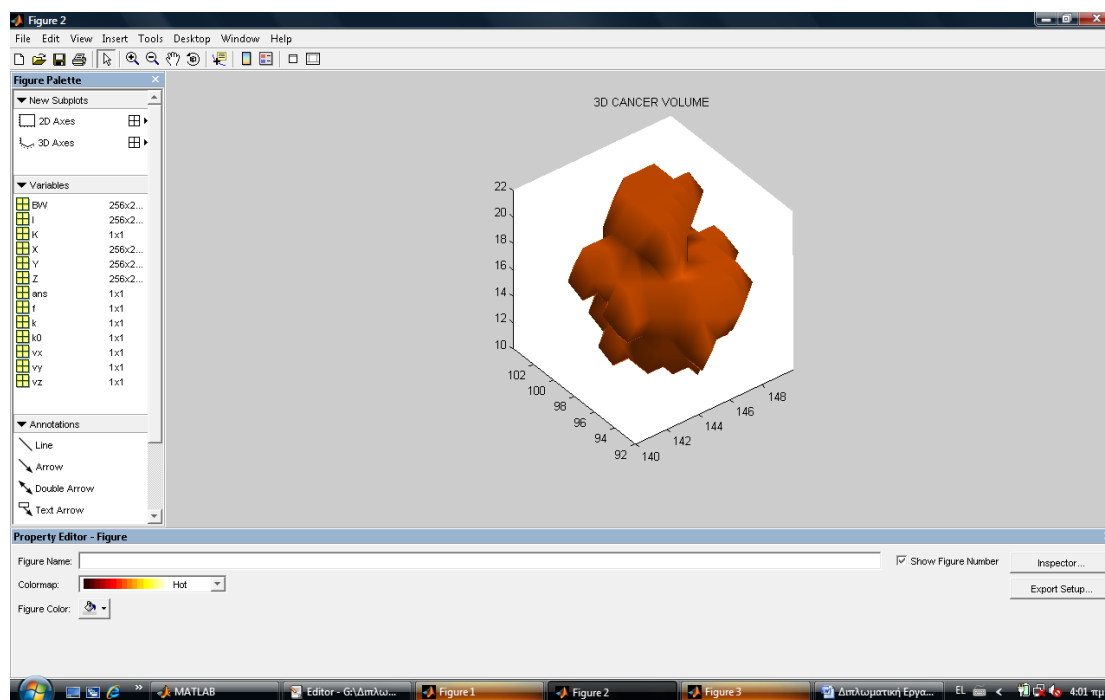 Figure 2
File Edit View Insert Tools Desktop Window Help
Figure Palette
New Subplots
2D Axes
3D Axes
Variables
BW 256x2...
I 256x2...
K 1x1
X 256x2...
Y 256x2...
Z 256x2...
ans 1x1
f 1x1
k 1x1
k0 1x1
vx 1x1
vy 1x1
vz 1x1
Annotations
Line
Arrow
Double Arrow
Text Arrow
3D CANCER VOLUME
22
20
18
16
14
12
10
102
100
98
96
94
92
140
142
144
146
148
Property Editor - Figure
Figure Name:
Show Figure Number
Inspector...
Colormap: Hot
Export Setup...
Figure Color:
MATLAB
Editor - G:\Διπλω...
Figure 1
Figure 2
Figure 3
Διπλωματική Εργα...
EL
4:01 πμ